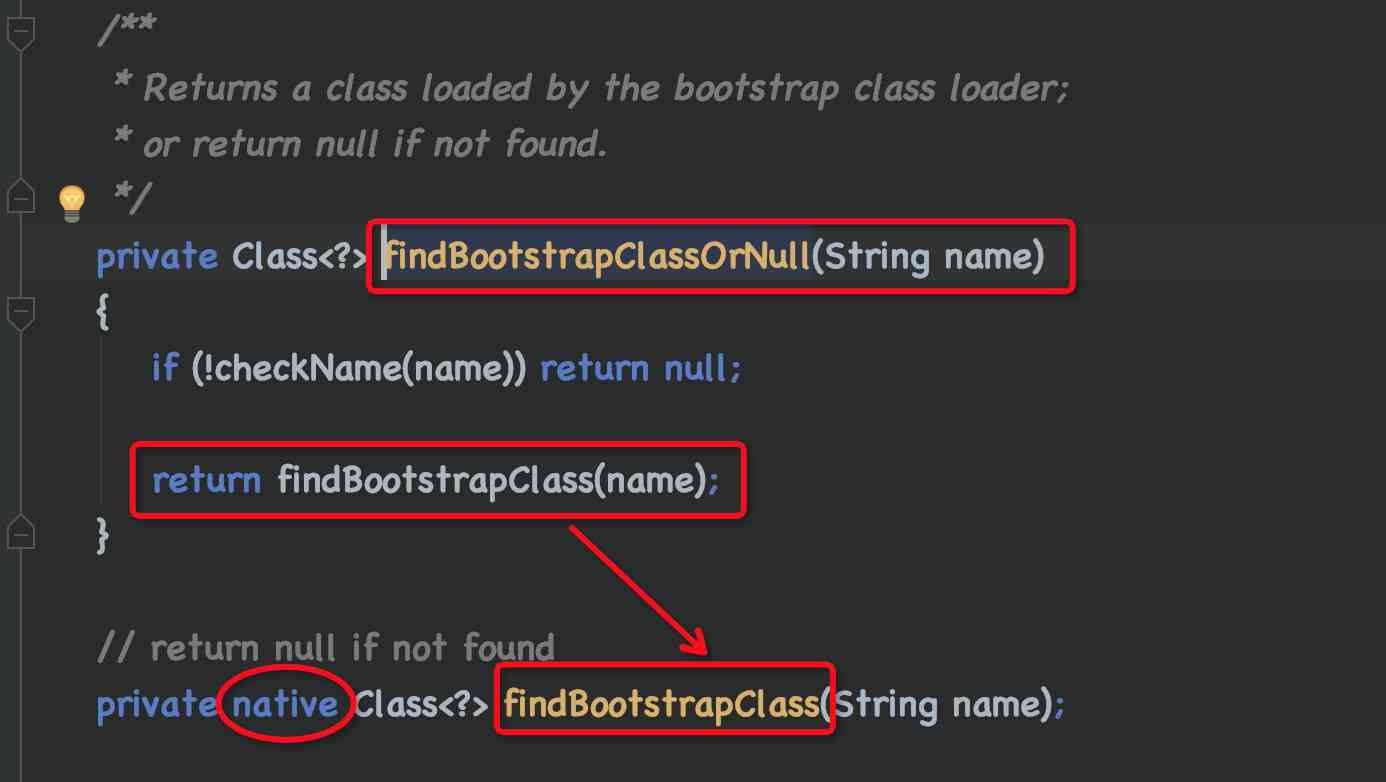 /**
* Returns a class loaded by the bootstrap class loader;
* or return null if not found.
*/
private Class<?> findBootstrapClassOrNull(String name)
{
if (!checkName(name)) return null;
return findBootstrapClass(name);
}
// return null if not found
private native Class<?> findBootstrapClass(String name);